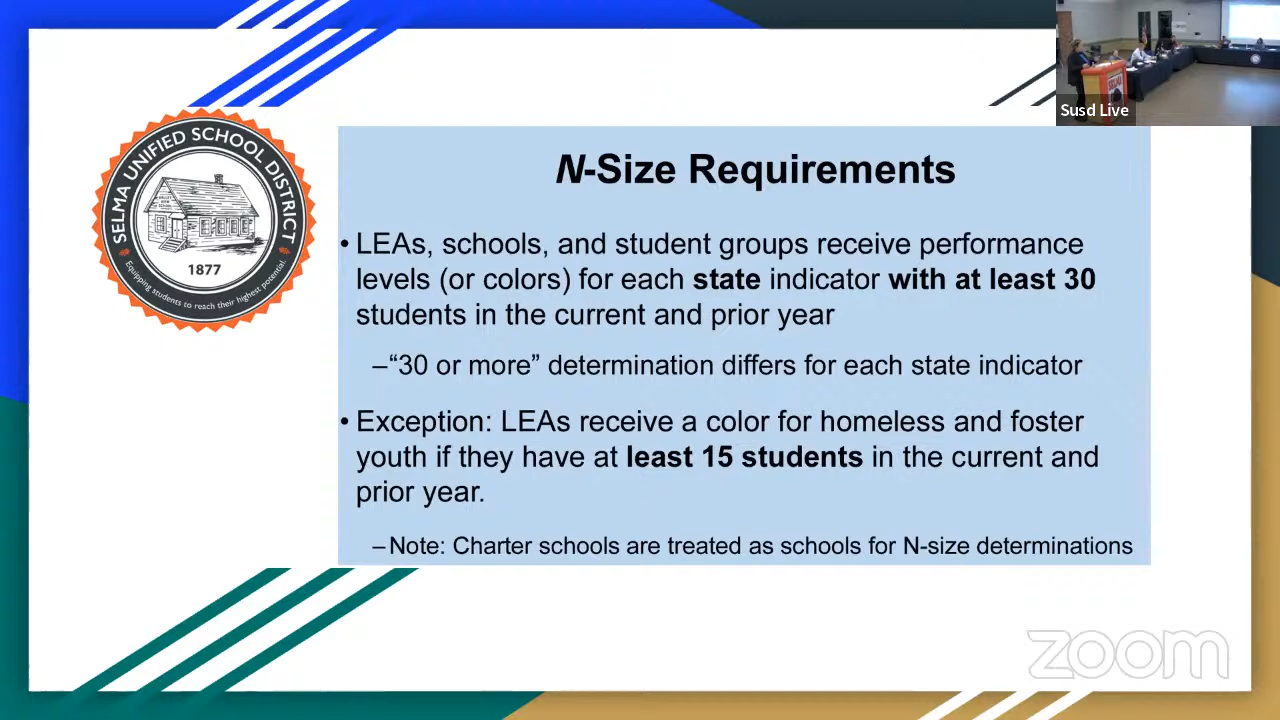 Susd Live
SELMA UNIFIED SCHOOL DISTRICT
1877
Equipping students to reach their highest potential.
N-Size Requirements
• LEAs, schools, and student groups receive performance
levels (or colors) for each state indicator with at least 30
students in the current and prior year
–“30 or more” determination differs for each state indicator
• Exception: LEAs receive a color for homeless and foster
youth if they have at least 15 students in the current and
prior year.
–Note: Charter schools are treated as schools for N-size determinations
zoom